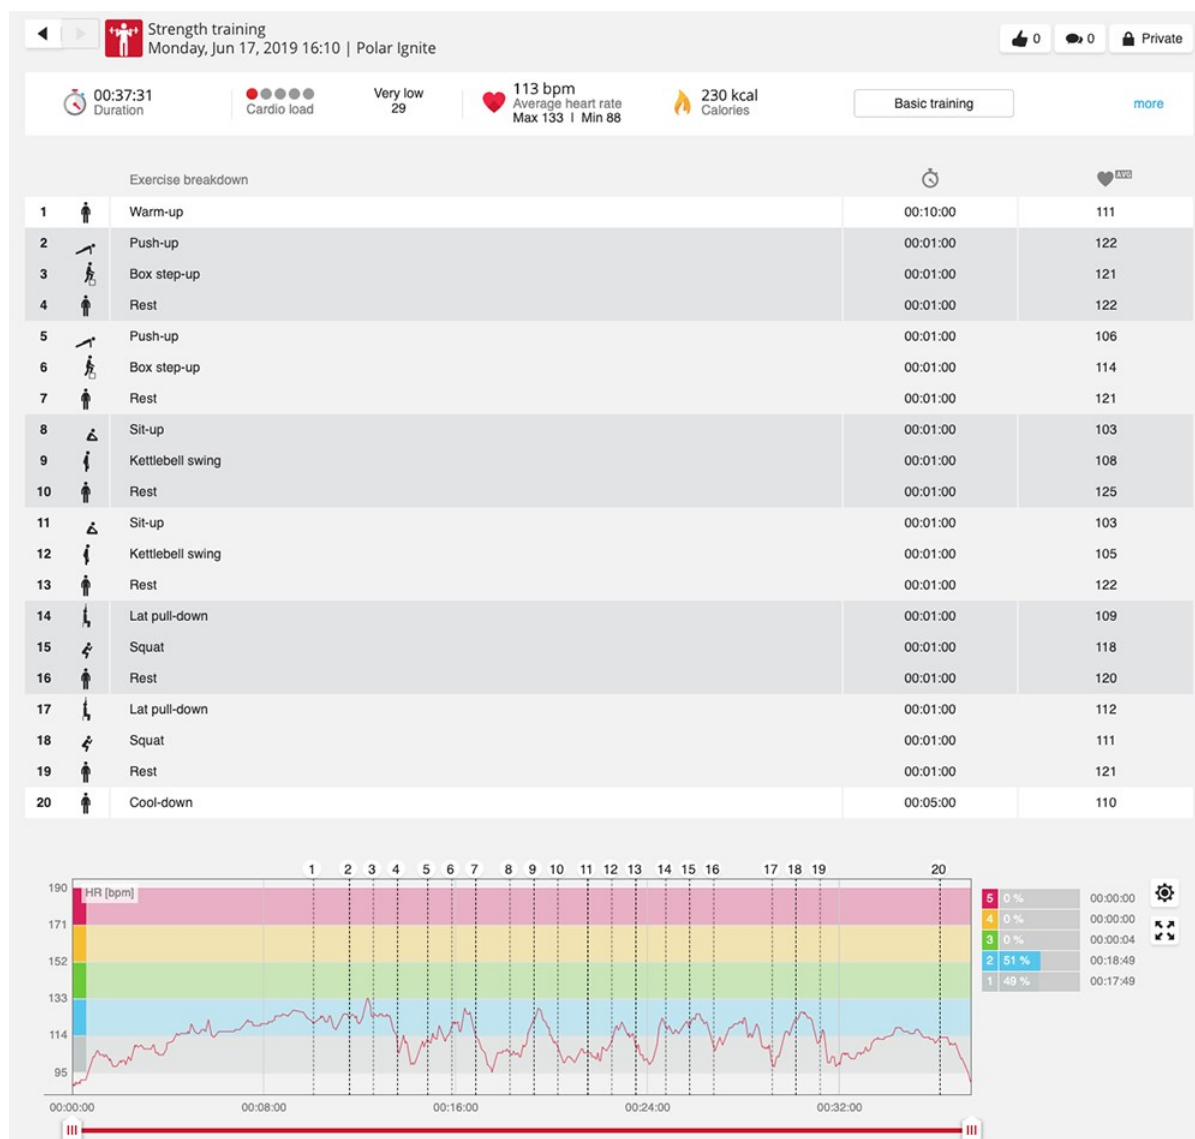 Strength training
Monday, Jun 17, 2019 16:10 | Polar Ignite
0 0 Private
00:37:31
Duration
Cardio load
Very low
29
113 bpm
Average heart rate
Max 133 | Min 88
230 kcal
Calories
Basic training
more
Exercise breakdown AVG
1 Warm-up 00:10:00 111
2 Push-up 00:01:00 122
3 Box step-up 00:01:00 121
4 Rest 00:01:00 122
5 Push-up 00:01:00 106
6 Box step-up 00:01:00 114
7 Rest 00:01:00 121
8 Sit-up 00:01:00 103
9 Kettlebell swing 00:01:00 108
10 Rest 00:01:00 125
11 Sit-up 00:01:00 103
12 Kettlebell swing 00:01:00 105
13 Rest 00:01:00 122
14 Lat pull-down 00:01:00 109
15 Squat 00:01:00 118
16 Rest 00:01:00 120
17 Lat pull-down 00:01:00 112
18 Squat 00:01:00 111
19 Rest 00:01:00 121
20 Cool-down 00:05:00 110
1 2 3 4 5 6 7 8 9 10 11 12 13 14 15 16 17 18 19 20
HR [bpm]
190
171
152
133
114
95
00:00:00 00:08:00 00:16:00 00:24:00 00:32:00
5 0 % 00:00:00
4 0 % 00:00:00
3 0 % 00:00:04
2 51 % 00:18:49
1 49 % 00:17:49